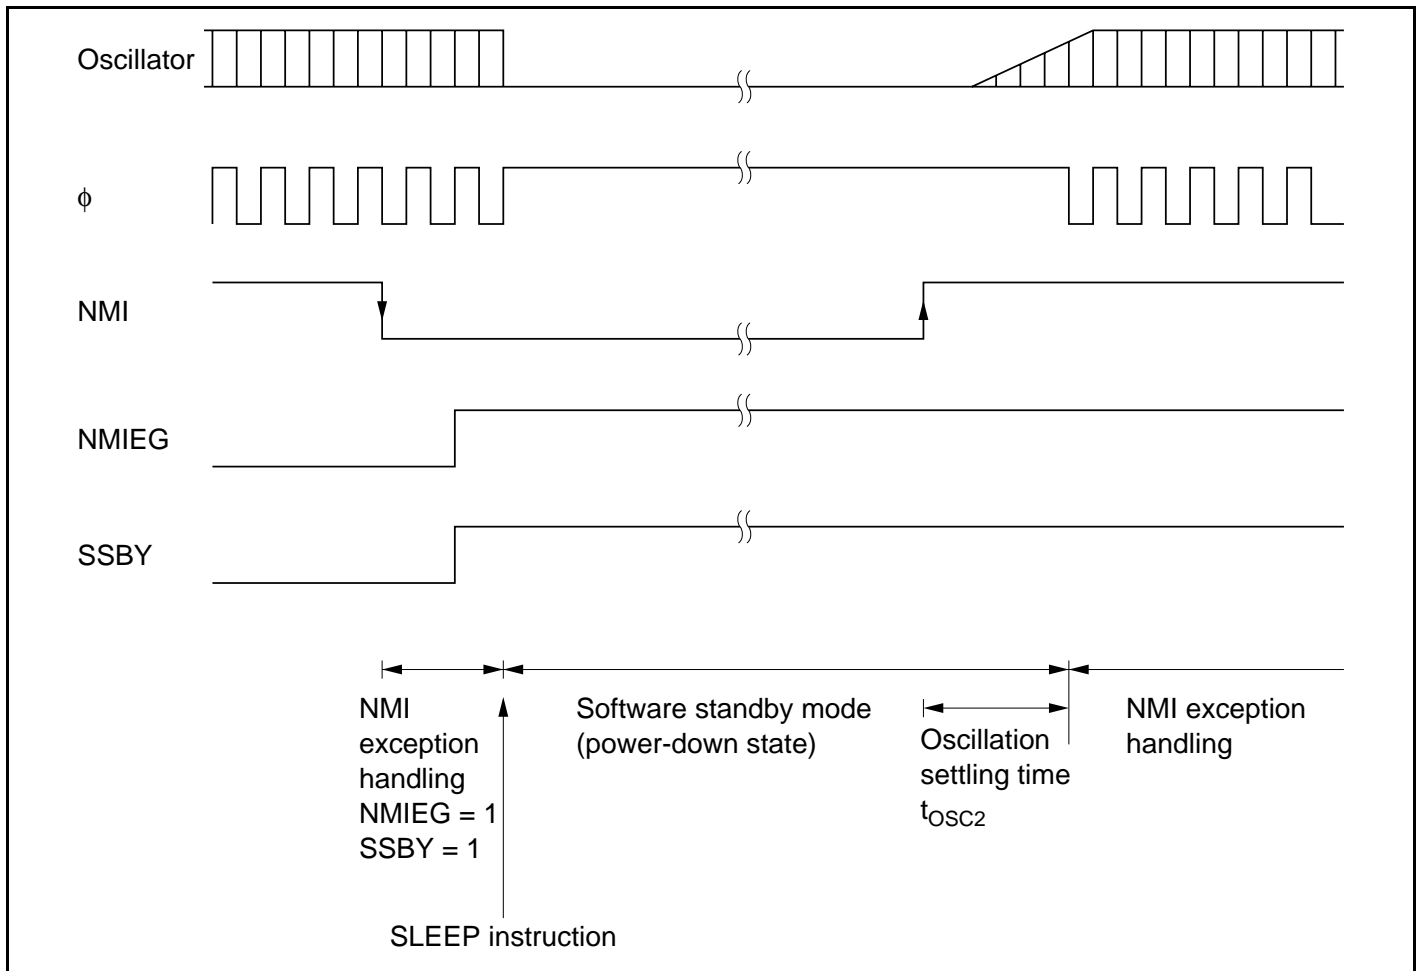 Oscillator
ϕ
NMI
NMIEG
SSBY
NMI
exception
handling
NMIEG = 1
SSBY = 1
Software standby mode
(power-down state)
Oscillation
settling time
tOSC2
NMI exception
handling
SLEEP instruction